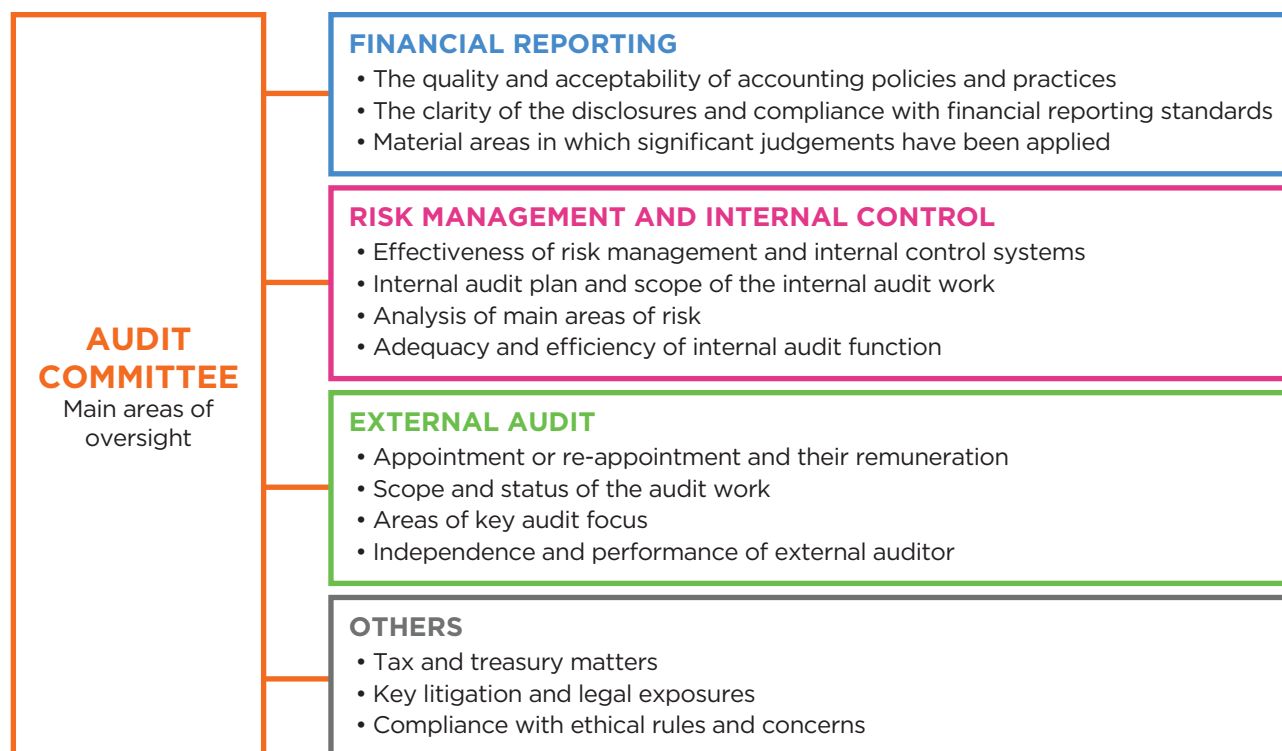 AUDIT
COMMITTEE
Main areas of
oversight
FINANCIAL REPORTING
• The quality and acceptability of accounting policies and practices
• The clarity of the disclosures and compliance with financial reporting standards
• Material areas in which significant judgements have been applied
RISK MANAGEMENT AND INTERNAL CONTROL
• Effectiveness of risk management and internal control systems
• Internal audit plan and scope of the internal audit work
• Analysis of main areas of risk
• Adequacy and efficiency of internal audit function
EXTERNAL AUDIT
• Appointment or re-appointment and their remuneration
• Scope and status of the audit work
• Areas of key audit focus
• Independence and performance of external auditor
OTHERS
• Tax and treasury matters
• Key litigation and legal exposures
• Compliance with ethical rules and concerns